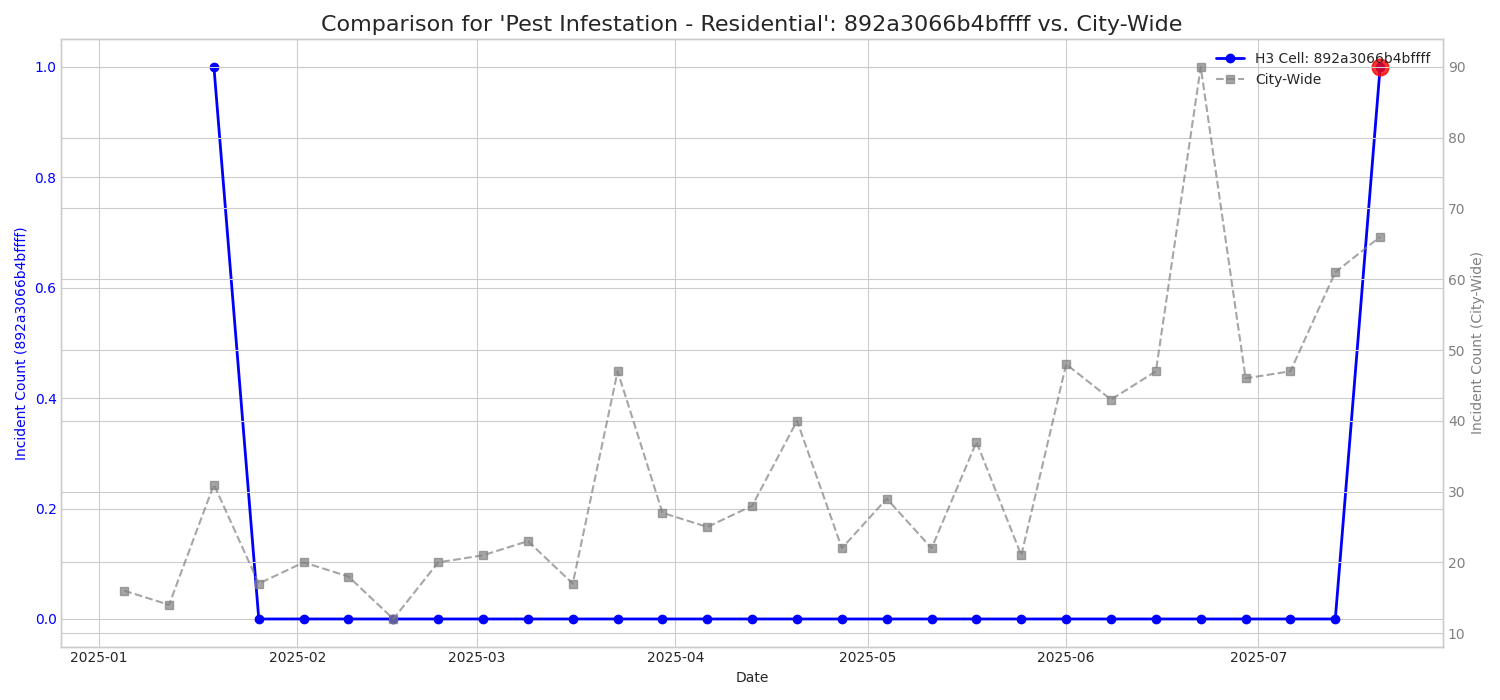 Comparison for 'Pest Infestation - Residential': 892a3066b4bffff vs. City-Wide
H3 Cell: 892a3066b4bffff
City-Wide
Incident Count (892a3066b4bffff)
1.0
0.8
0.6
0.4
0.2
0.0
90
80
70
60
50
40
30
20
10
Incident Count (City-Wide)
2025-01 2025-02 2025-03 2025-04 2025-05 2025-06 2025-07
Date